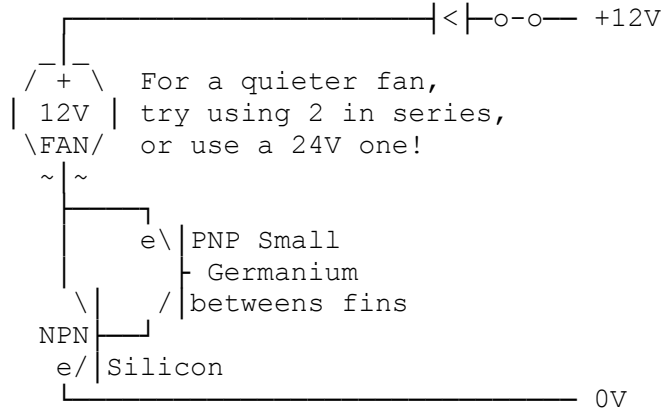 +12V
+
For a quieter fan,
12V try using 2 in series,
FAN or use a 24V one!
e PNP Small
Germanium
betweens fins
NPN
e Silicon
0V